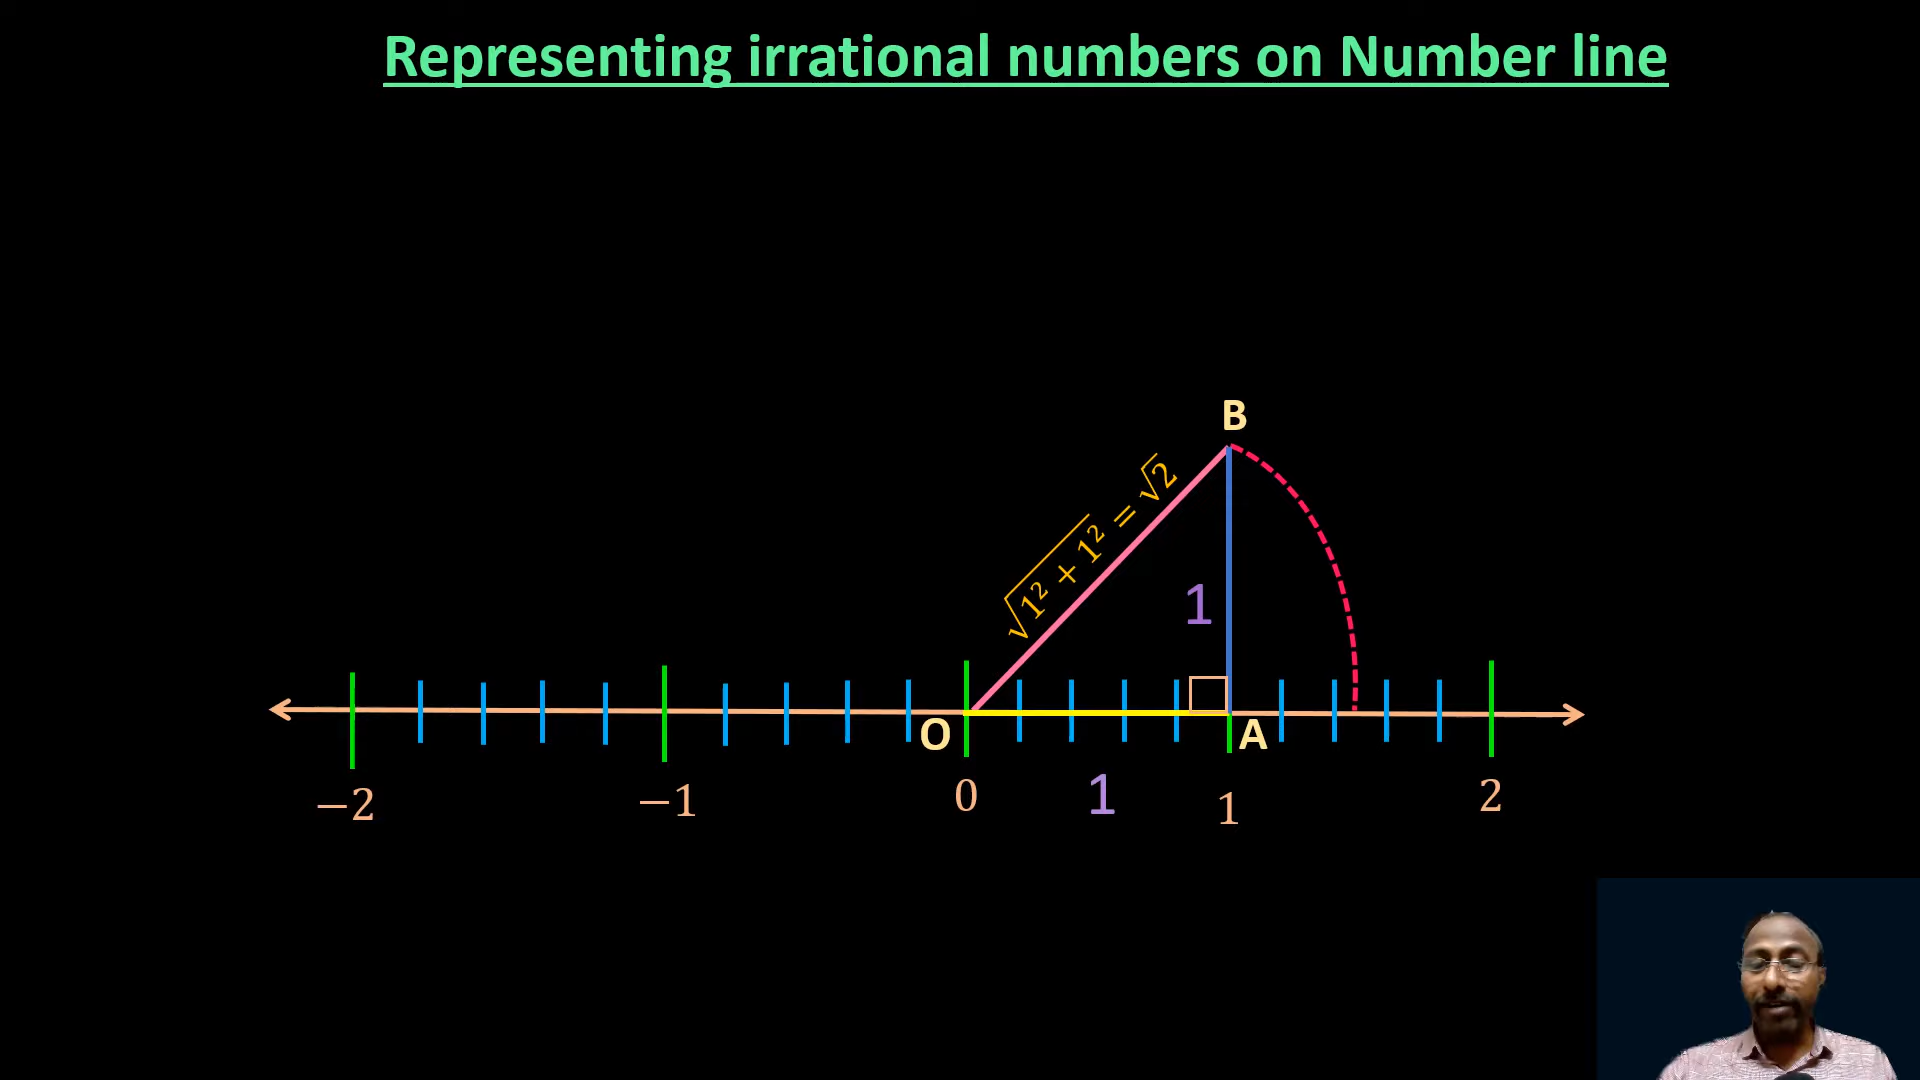 Representing irrational numbers on Number line
B
√1² + 1² = √2
1
O
A
−2
−1
0
1
1
2